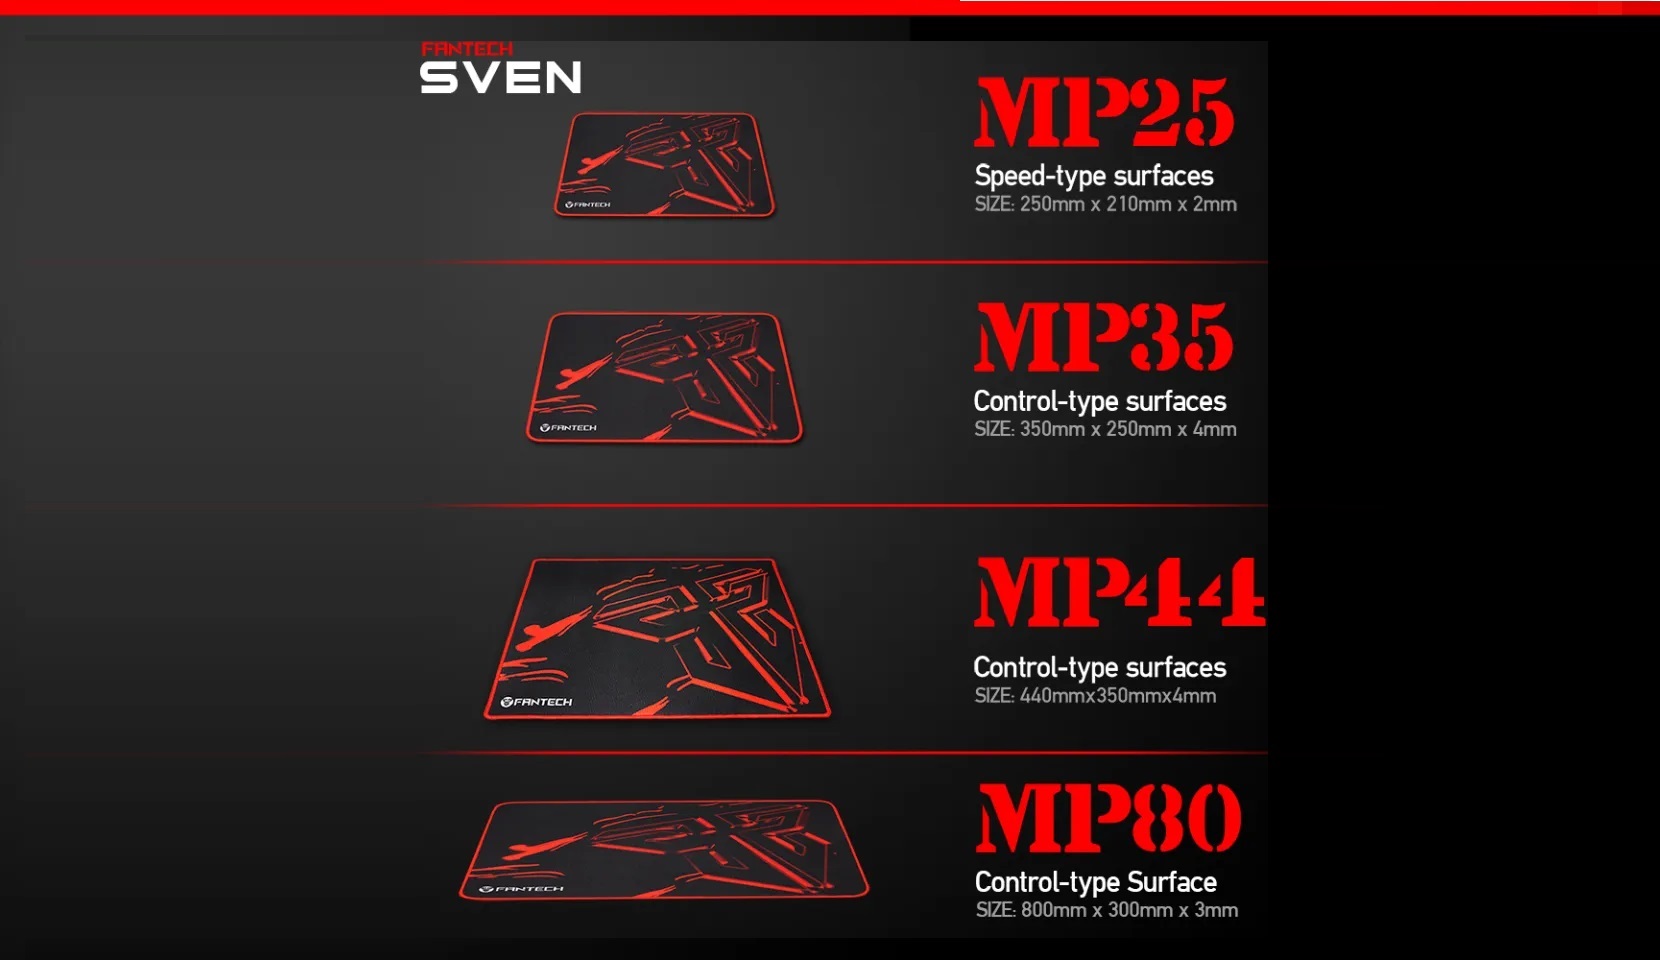 FANTECH
SVEN
MP25
Speed-type surfaces
SIZE: 250mm x 210mm x 2mm
FANTECH
MP35
Control-type surfaces
SIZE: 350mm x 250mm x 4mm
FANTECH
MP44
Control-type surfaces
SIZE: 440mmx350mmx4mm
FANTECH
MP80
Control-type Surface
SIZE: 800mm x 300mm x 3mm
FANTECH